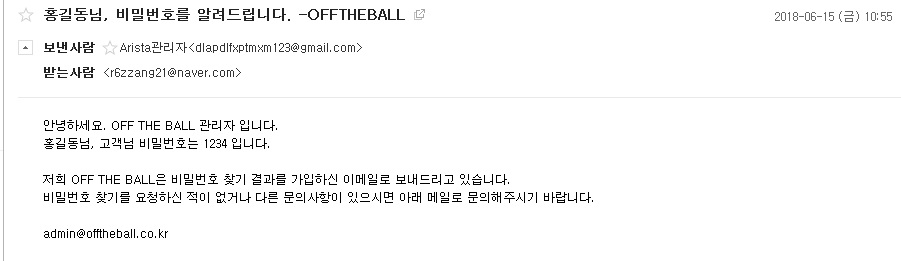 홍길동님, 비밀번호를 알려드립니다. -OFFTHEBALL
2018-06-15 (금) 10:55
보낸사람 Arista관리자<dlapdlfxptmxm123@gmail.com>
받는사람 <r6zzang21@naver.com>
안녕하세요. OFF THE BALL 관리자 입니다.
홍길동님, 고객님 비밀번호는 1234 입니다.
저희 OFF THE BALL은 비밀번호 찾기 결과를 가입하신 이메일로 보내드리고 있습니다.
비밀번호 찾기를 요청하신 적이 없거나 다른 문의사항이 있으시면 아래 메일로 문의해주시기 바랍니다.
admin@offtheball.co.kr